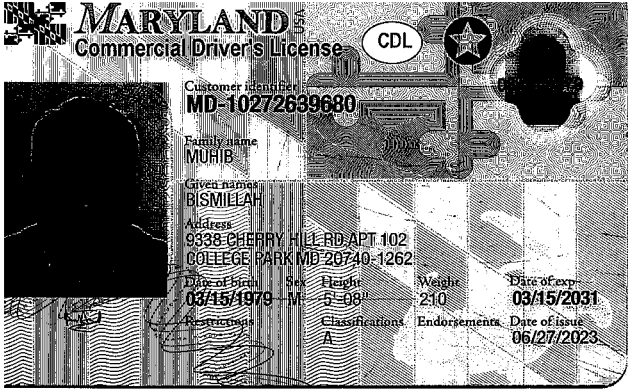 MARYLAND USA
Commercial Driver's License
CDL
Customer identifier
MD-10272639680
Family name
MUHIB
Given names
BISMILLAH
Address
9338 CHERRY HILL RD APT 102
COLLEGE PARK MD 20740-1262
Date of birth Sex Height Weight Date of exp
03/15/1979 M 5'-08" 210 03/15/2031
Restrictions Classifications Endorsements Date of issue
A 06/27/2023